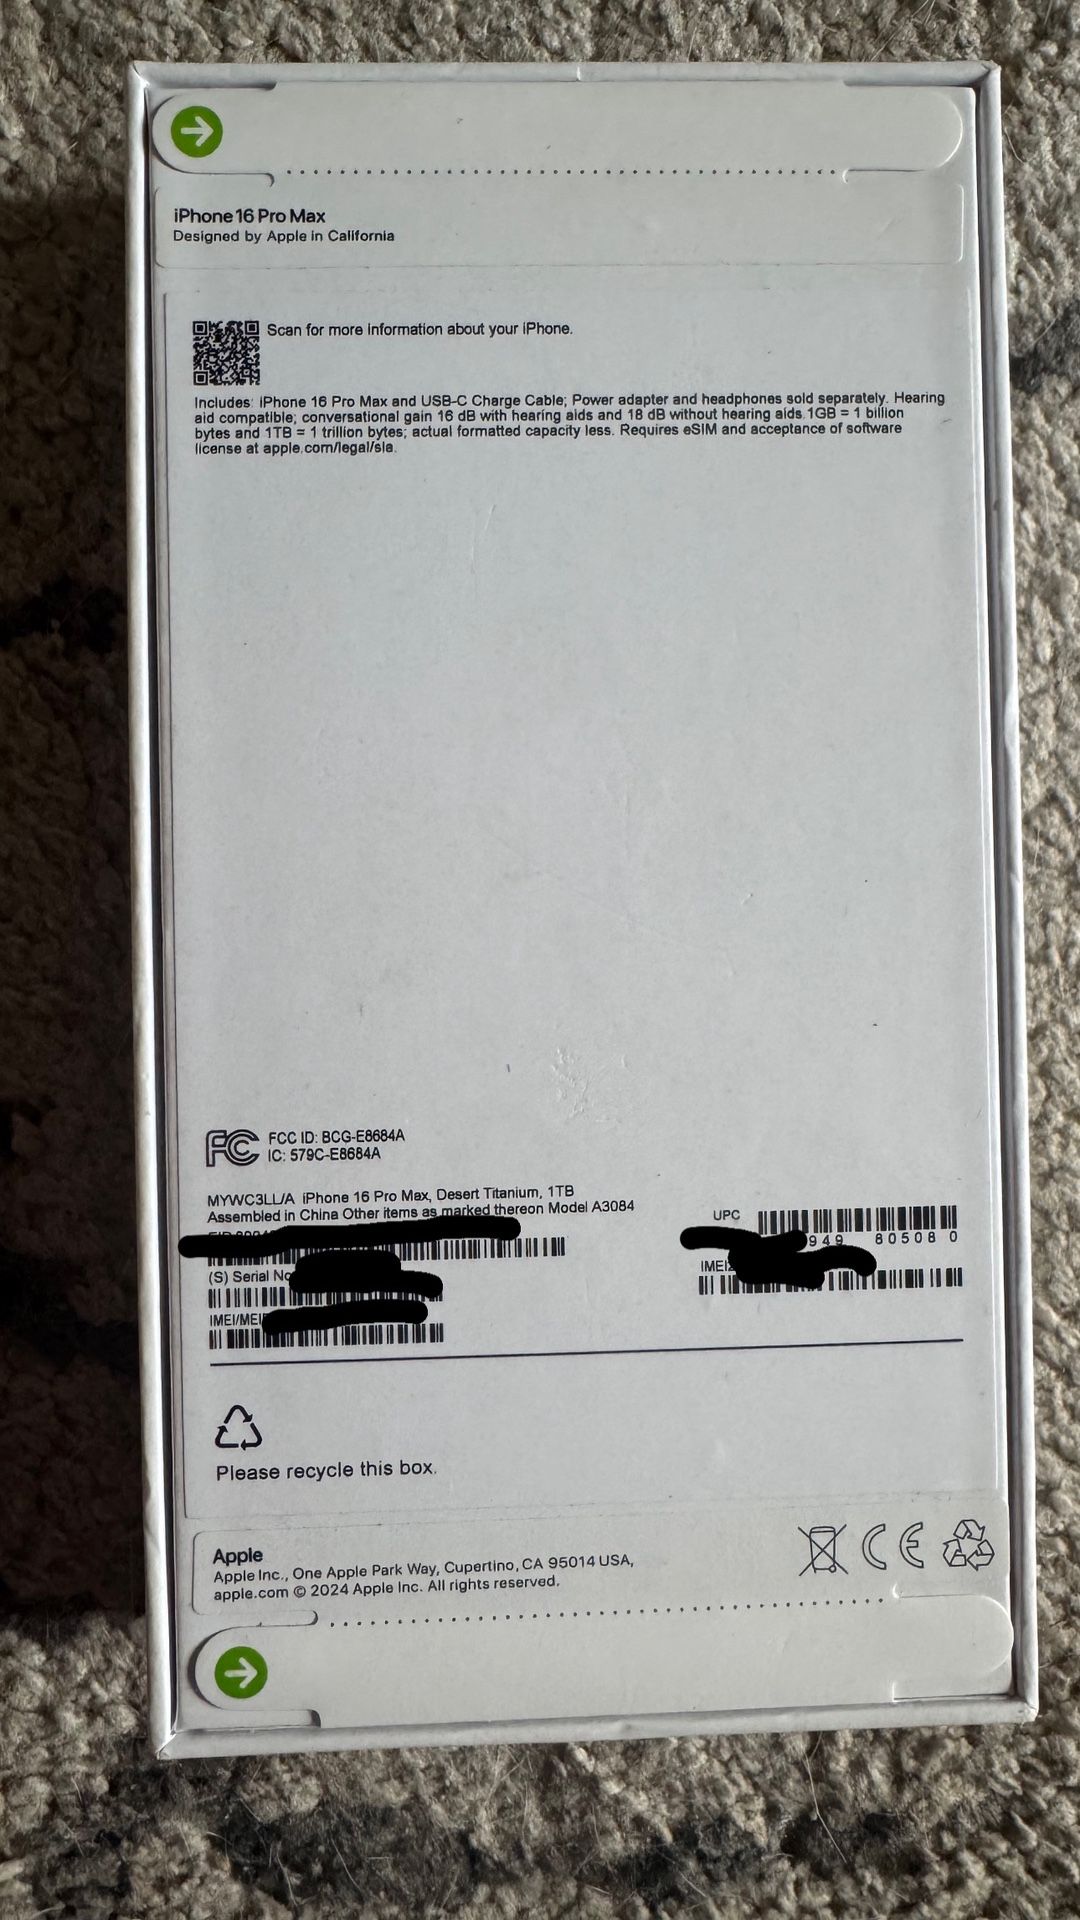 iPhone 16 Pro Max
Designed by Apple in California
Scan for more information about your iPhone.
Includes: iPhone 16 Pro Max and USB-C Charge Cable; Power adapter and headphones sold separately. Hearing
aid compatible; conversational gain 16 dB with hearing aids and 18 dB without hearing aids. 1GB = 1 billion
bytes and 1TB = 1 trillion bytes; actual formatted capacity less. Requires eSIM and acceptance of software
license at apple.com/legal/sla.
FCC ID: BCG-E8684A
IC: 579C-E8684A
MYWC3LL/A iPhone 16 Pro Max, Desert Titanium, 1TB
Assembled in China Other items as marked thereon Model A3084
UPC
949 80508 0
(S) Serial No
IMEI2
IMEI/MEI
Please recycle this box.
Apple
Apple Inc., One Apple Park Way, Cupertino, CA 95014 USA,
apple.com © 2024 Apple Inc. All rights reserved.
CE